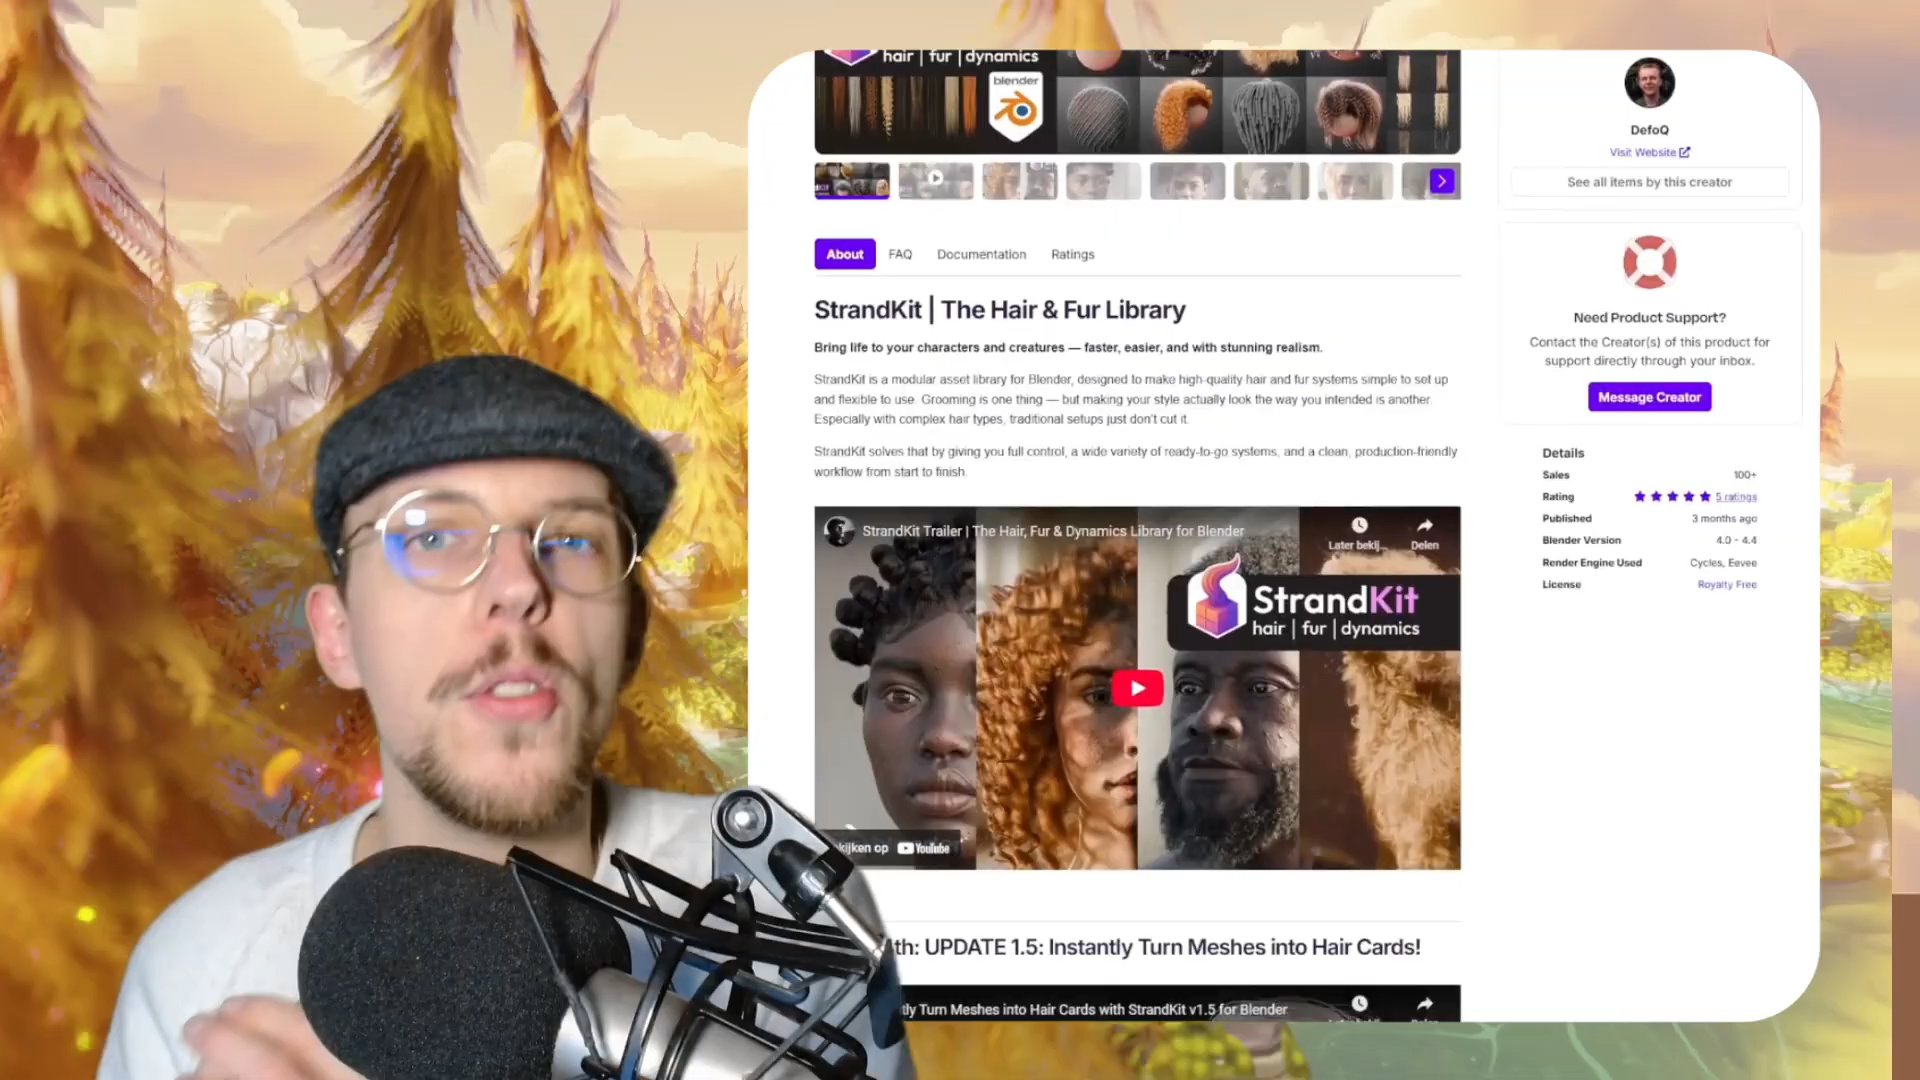 hair | fur | dynamics
blender
About
FAQ
Documentation
Ratings
StrandKit | The Hair & Fur Library
Bring life to your characters and creatures — faster, easier, and with stunning realism.
StrandKit is a modular asset library for Blender, designed to make high-quality hair and fur systems simple to set up
and flexible to use. Grooming is one thing — but making your style actually look the way you intended is another.
Especially with complex hair types, traditional setups just don't cut it.
StrandKit solves that by giving you full control, a wide variety of ready-to-go systems, and a clean, production-friendly
workflow from start to finish.
StrandKit Trailer | The Hair, Fur & Dynamics Library for Blender
Later bekij...
Delen
StrandKit
hair | fur | dynamics
kijken op YouTube
th: UPDATE 1.5: Instantly Turn Meshes into Hair Cards!
tly Turn Meshes into Hair Cards with StrandKit v1.5 for Blender
DefoQ
Visit Website
See all items by this creator
Need Product Support?
Contact the Creator(s) of this product for
support directly through your inbox.
Message Creator
Details
Sales 100+
Rating 5 ratings
Published 3 months ago
Blender Version 4.0 - 4.4
Render Engine Used Cycles, Eevee
License Royalty Free